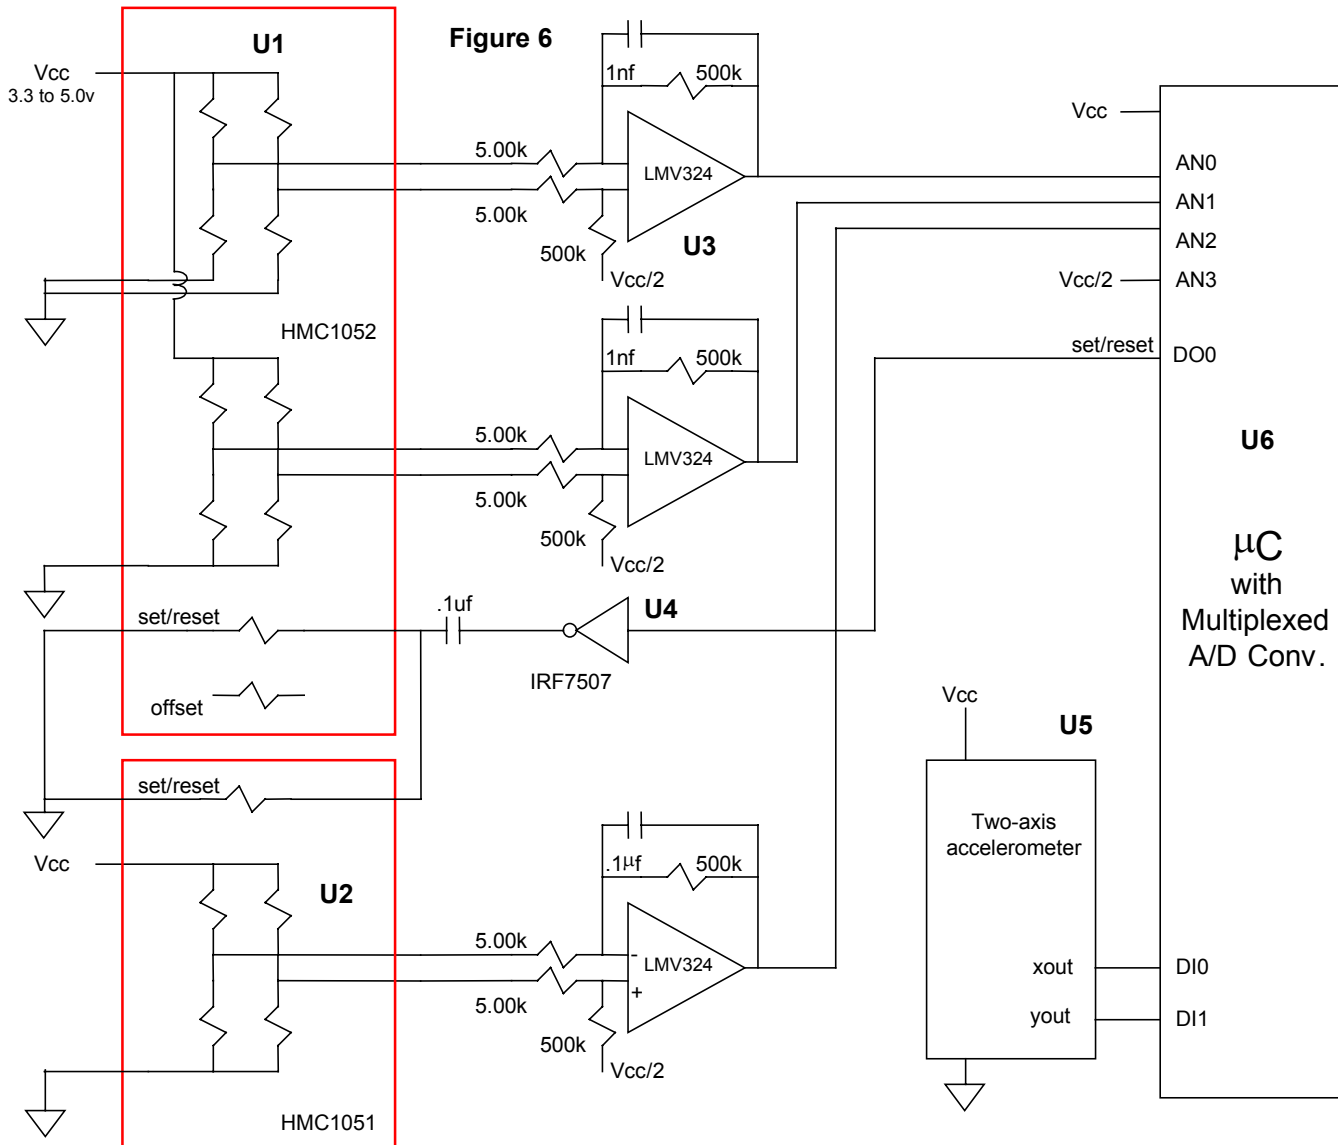 Figure 6
U1
Vcc
3.3 to 5.0v
HMC1052
1nf
500k
5.00k
5.00k
LMV324
U3
500k
Vcc/2
1nf
500k
5.00k
5.00k
LMV324
500k
Vcc/2
set/reset
offset
.1uf
U4
IRF7507
set/reset
Vcc
U2
HMC1051
.1µf
500k
5.00k
5.00k
-
+
LMV324
500k
Vcc/2
Vcc
AN0
AN1
AN2
Vcc/2
AN3
set/reset
DO0
U6
µC
with
Multiplexed
A/D Conv.
Vcc
U5
Two-axis
accelerometer
xout
yout
DI0
DI1